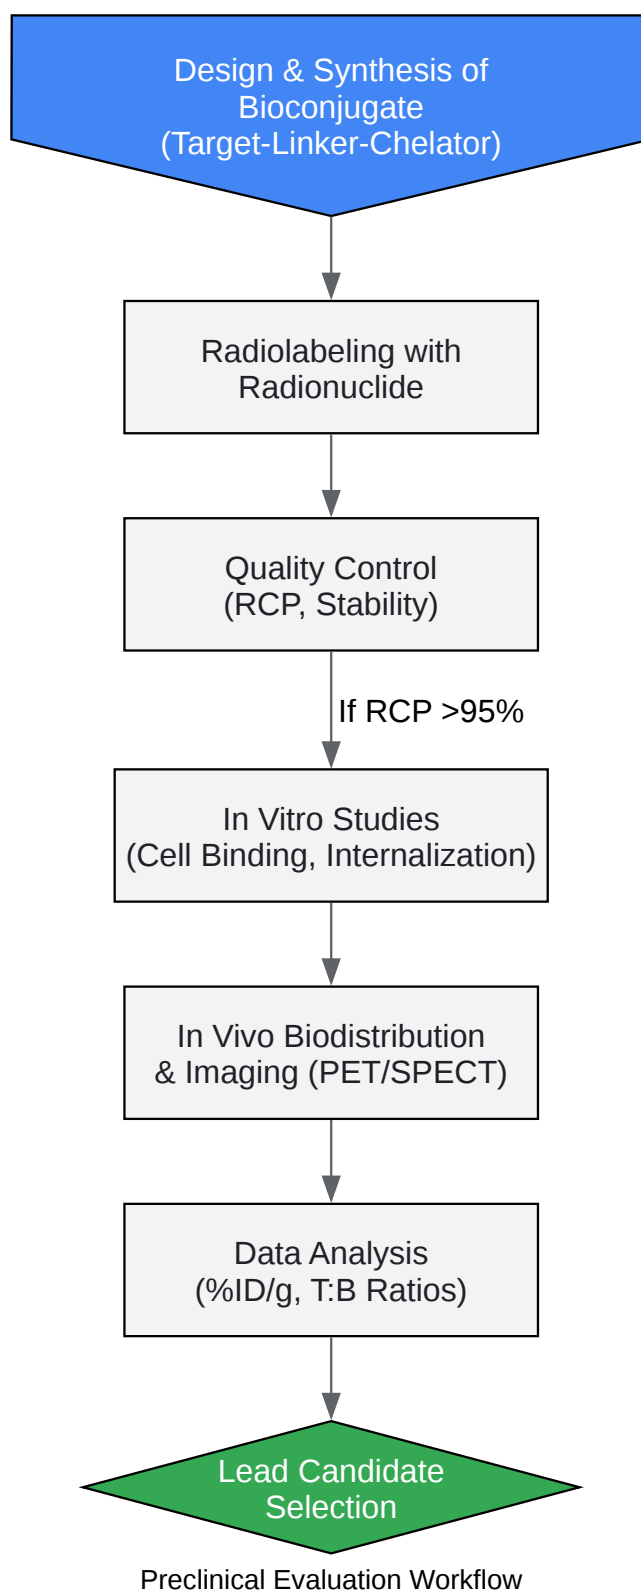 Design & Synthesis of
Bioconjugate
(Target-Linker-Chelator)
Radiolabeling with
Radionuclide
Quality Control
(RCP, Stability)
If RCP >95%
In Vitro Studies
(Cell Binding, Internalization)
In Vivo Biodistribution
& Imaging (PET/SPECT)
Data Analysis
(%ID/g, T:B Ratios)
Lead Candidate
Selection
Preclinical Evaluation Workflow